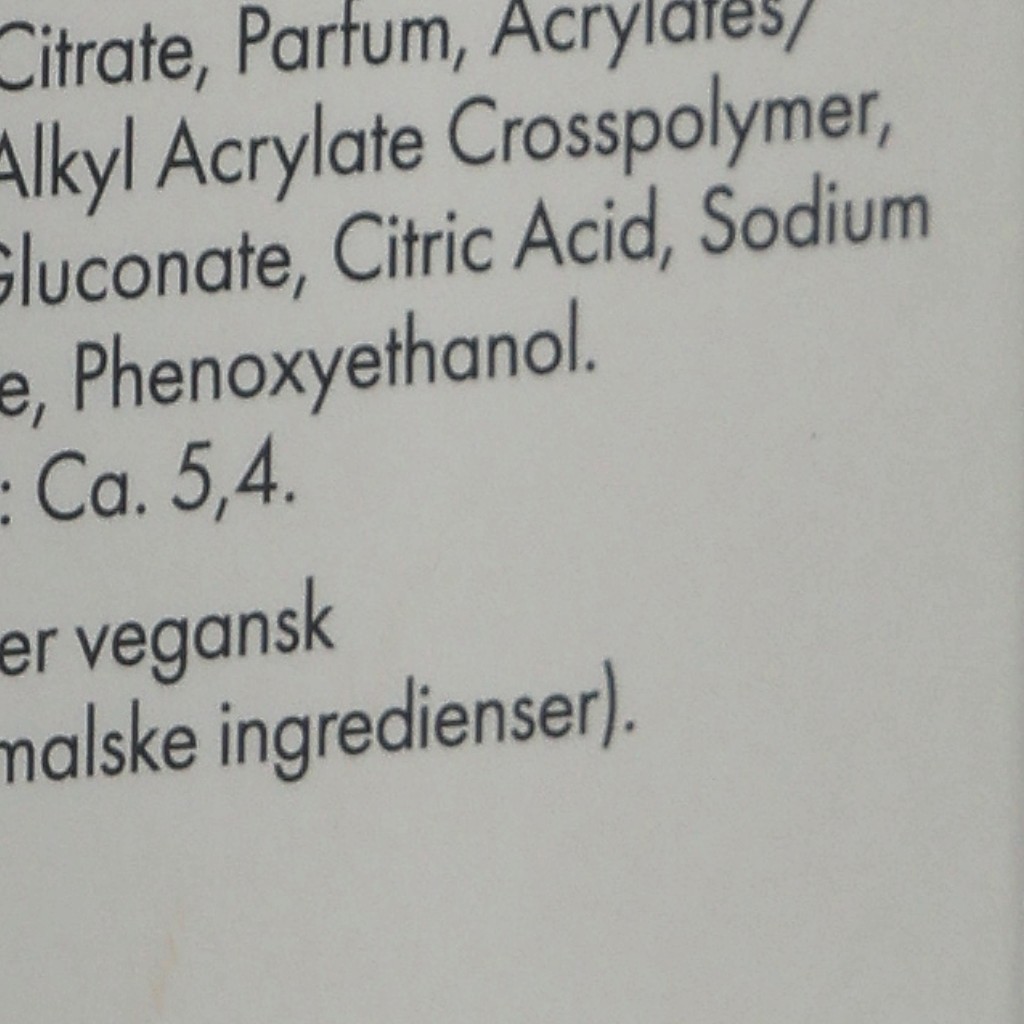 Citrate, Parfum, Acrylates/
Alkyl Acrylate Crosspolymer,
Gluconate, Citric Acid, Sodium
e, Phenoxyethanol.
: Ca. 5,4.
er vegansk
malske ingredienser).